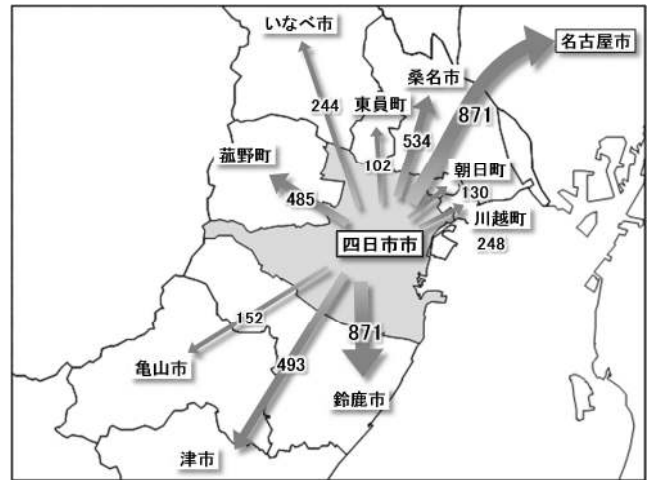 いなべ市
名古屋市
桑名市
東員町
244
534
871
102
菰野町
朝日町
485
130
川越町
四日市市
248
152
871
493
亀山市
鈴鹿市
津市